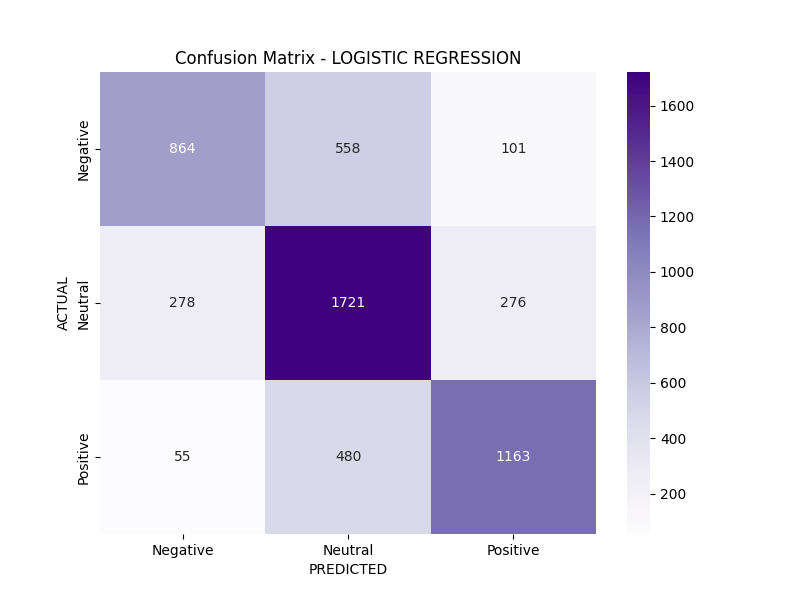 Confusion Matrix - LOGISTIC REGRESSION
ACTUAL
Negative
864 558 101
Neutral
278 1721 276
Positive
55 480 1163
Negative Neutral Positive
PREDICTED
1600
1400
1200
1000
800
600
400
200